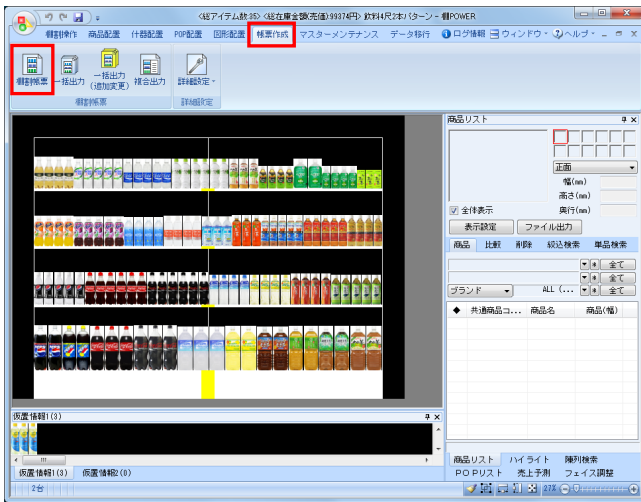 <総アイテム数:35> <総在庫金額(売価):99374円> 飲料4尺2本パターン - 棚POWER
棚割操作 商品配置 什器配置 POP配置 図形配置 帳票作成 マスターメンテナンス データ移行 ログ情報 ウィンドウ ヘルプ
棚割帳票 一括出力 一括出力(追加変更) 複合出力 詳細設定
棚割帳票 詳細設定
商品リスト
正面
幅(mm)
高さ(mm)
全体表示 奥行(mm)
表示設定 ファイル出力
商品 比較 削除 絞込検索 単品検索
* 全て
* 全て
ブランド ALL (... * 全て
◆ 共通商品コ... 商品名 商品(幅)
仮置情報1(3)
仮置情報1(3) 仮置情報2(0)
商品リスト ハイライト 陳列検索
POPリスト 売上予測 フェイス調整
2台 27%